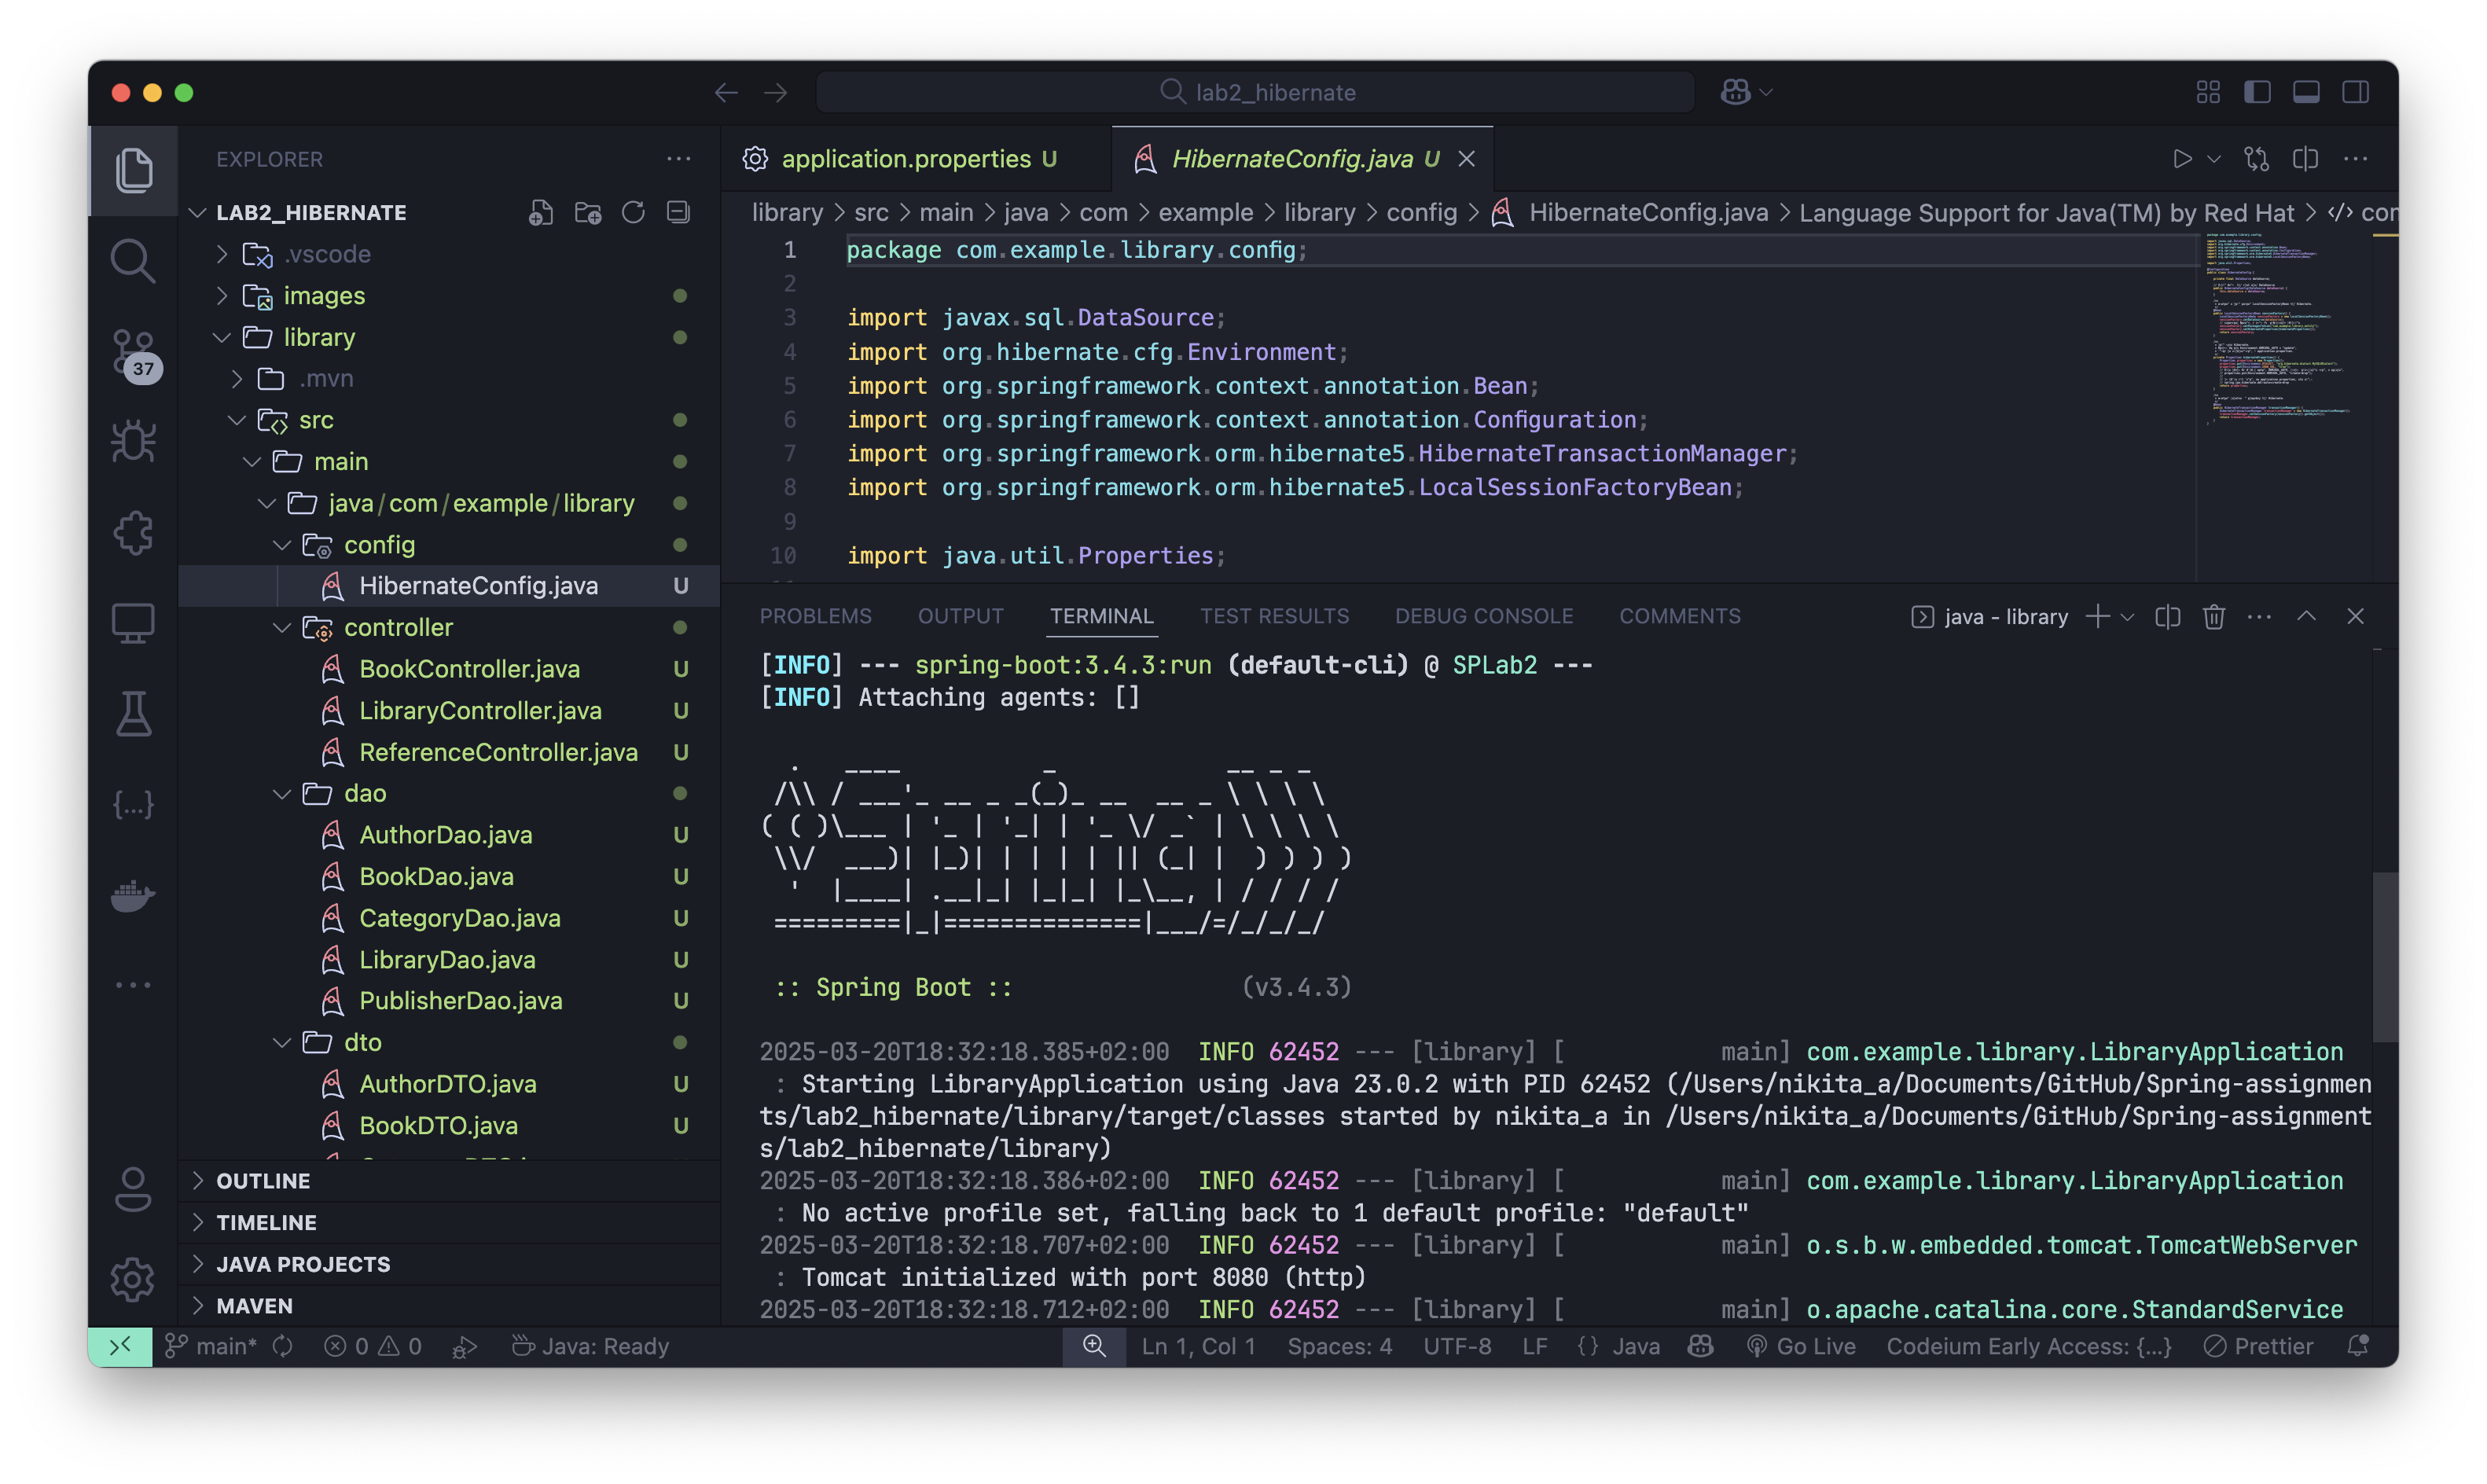 lab2_hibernate
EXPLORER
LAB2_HIBERNATE
.vscode
images
library
.mvn
src
main
java/com/example/library
config
HibernateConfig.java U
controller
BookController.java U
LibraryController.java U
ReferenceController.java U
dao
AuthorDao.java U
BookDao.java U
CategoryDao.java U
LibraryDao.java U
PublisherDao.java U
dto
AuthorDTO.java U
BookDTO.java U
OUTLINE
TIMELINE
JAVA PROJECTS
MAVEN
37
application.properties U
HibernateConfig.java U
library > src > main > java > com > example > library > config > HibernateConfig.java > Language Support for Java(TM) by Red Hat > </> con
1 package com.example.library.config;
2
3 import javax.sql.DataSource;
4 import org.hibernate.cfg.Environment;
5 import org.springframework.context.annotation.Bean;
6 import org.springframework.context.annotation.Configuration;
7 import org.springframework.orm.hibernate5.HibernateTransactionManager;
8 import org.springframework.orm.hibernate5.LocalSessionFactoryBean;
9
10 import java.util.Properties;
PROBLEMS OUTPUT TERMINAL TEST RESULTS DEBUG CONSOLE COMMENTS
java - library
[INFO] --- spring-boot:3.4.3:run (default-cli) @ SPLab2 ---
[INFO] Attaching agents: []
  .   ____          _            __ _ _
 /\\ / ___'_ __ _ _(_)_ __  __ _ \ \ \ \
( ( )\___ | '_ | '_| | '_ \/ _` | \ \ \ \
 \\/  ___)| |_)| | | | | || (_| |  ) ) ) )
  '  |____| .__|_| |_|_| |_\__, | / / / /
 =========|_|==============|___/=/_/_/_/
:: Spring Boot :: (v3.4.3)
2025-03-20T18:32:18.385+02:00 INFO 62452 --- [library] [ main] com.example.library.LibraryApplication
: Starting LibraryApplication using Java 23.0.2 with PID 62452 (/Users/nikita_a/Documents/GitHub/Spring-assignmen
ts/lab2_hibernate/library/target/classes started by nikita_a in /Users/nikita_a/Documents/GitHub/Spring-assignment
s/lab2_hibernate/library)
2025-03-20T18:32:18.386+02:00 INFO 62452 --- [library] [ main] com.example.library.LibraryApplication
: No active profile set, falling back to 1 default profile: "default"
2025-03-20T18:32:18.707+02:00 INFO 62452 --- [library] [ main] o.s.b.w.embedded.tomcat.TomcatWebServer
: Tomcat initialized with port 8080 (http)
2025-03-20T18:32:18.712+02:00 INFO 62452 --- [library] [ main] o.apache.catalina.core.StandardService
main* 0 0 Java: Ready Ln 1, Col 1 Spaces: 4 UTF-8 LF {} Java Go Live Codeium Early Access: {...} Prettier